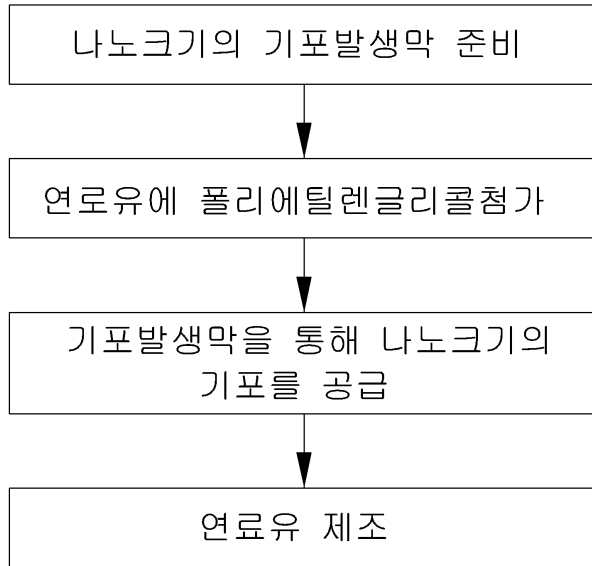 나노크기의 기포발생막 준비
연로유에 폴리에틸렌글리콜첨가
기포발생막을 통해 나노크기의
기포를 공급
연료유 제조